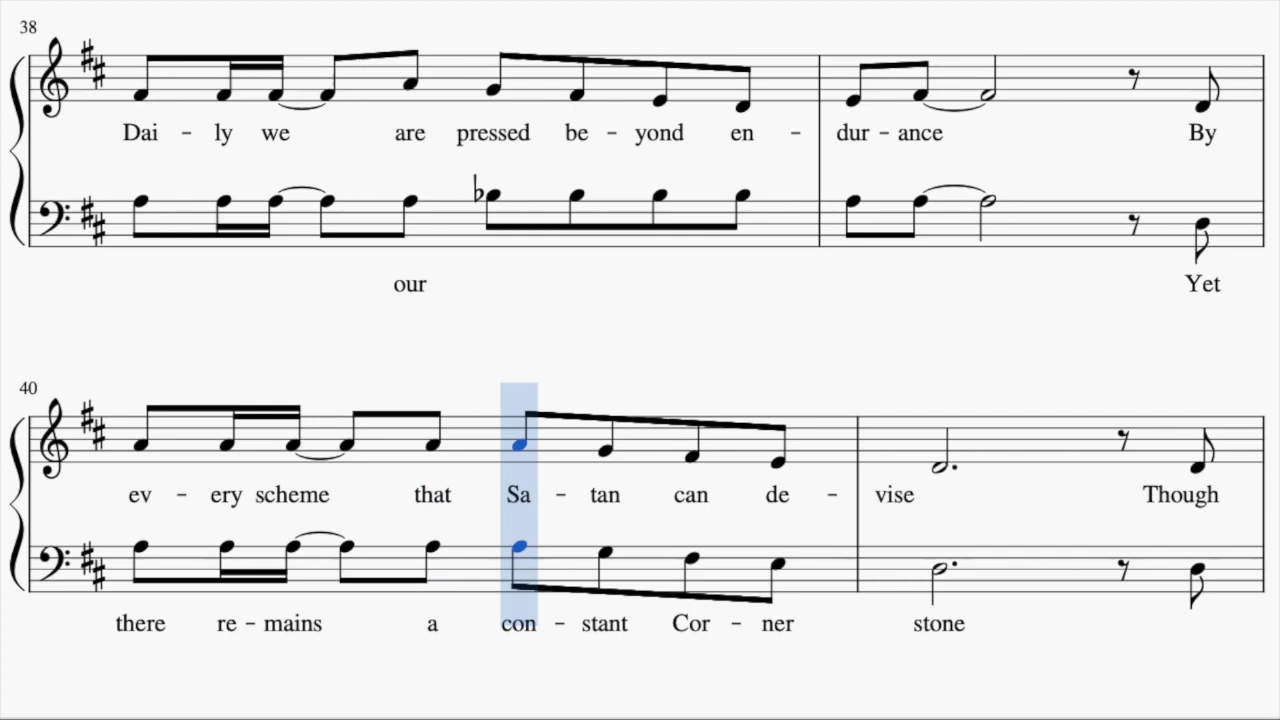 38
Dai - ly we are pressed be - yond en - dur - ance By
our Yet
40
ev - ery scheme that Sa - tan can de - vise Though
there re - mains a con - stant Cor - ner stone